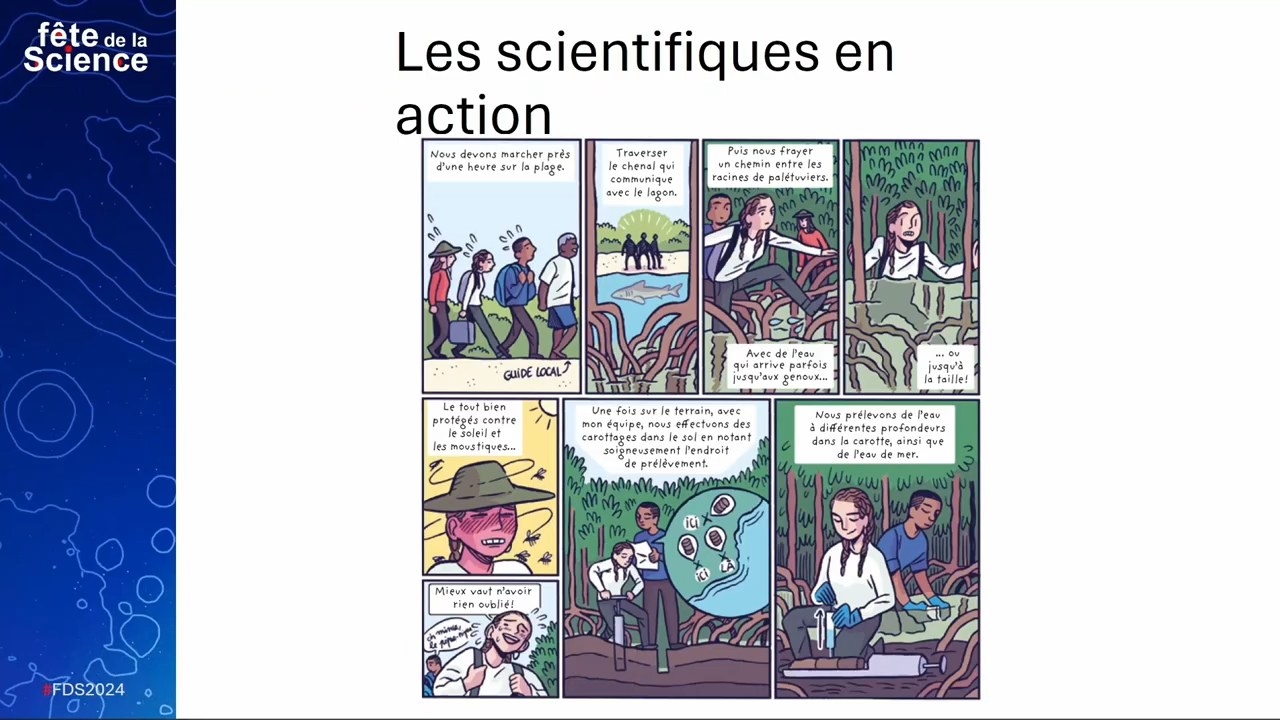 fête de la
Science
Les scientifiques en
action
Nous devons marcher près
d'une heure sur la plage.
GUIDE LOCAL
Traverser
le chenal qui
communique
avec le lagon.
Puis nous frayer
un chemin entre les
racines de palétuviers.
Avec de l'eau
qui arrive parfois
jusqu'aux genoux...
... ou
jusqu'à
la taille!
Le tout bien
protégés contre
le soleil et
les moustiques...
Mieux vaut n'avoir
rien oublié!
Une fois sur le terrain, avec
mon équipe, nous effectuons des
carottages dans le sol en notant
soigneusement l'endroit
de prélèvement.
ici
ici
LÀ
Nous prélevons de l'eau
à différentes profondeurs
dans la carotte, ainsi que
de l'eau de mer.
#FDS2024